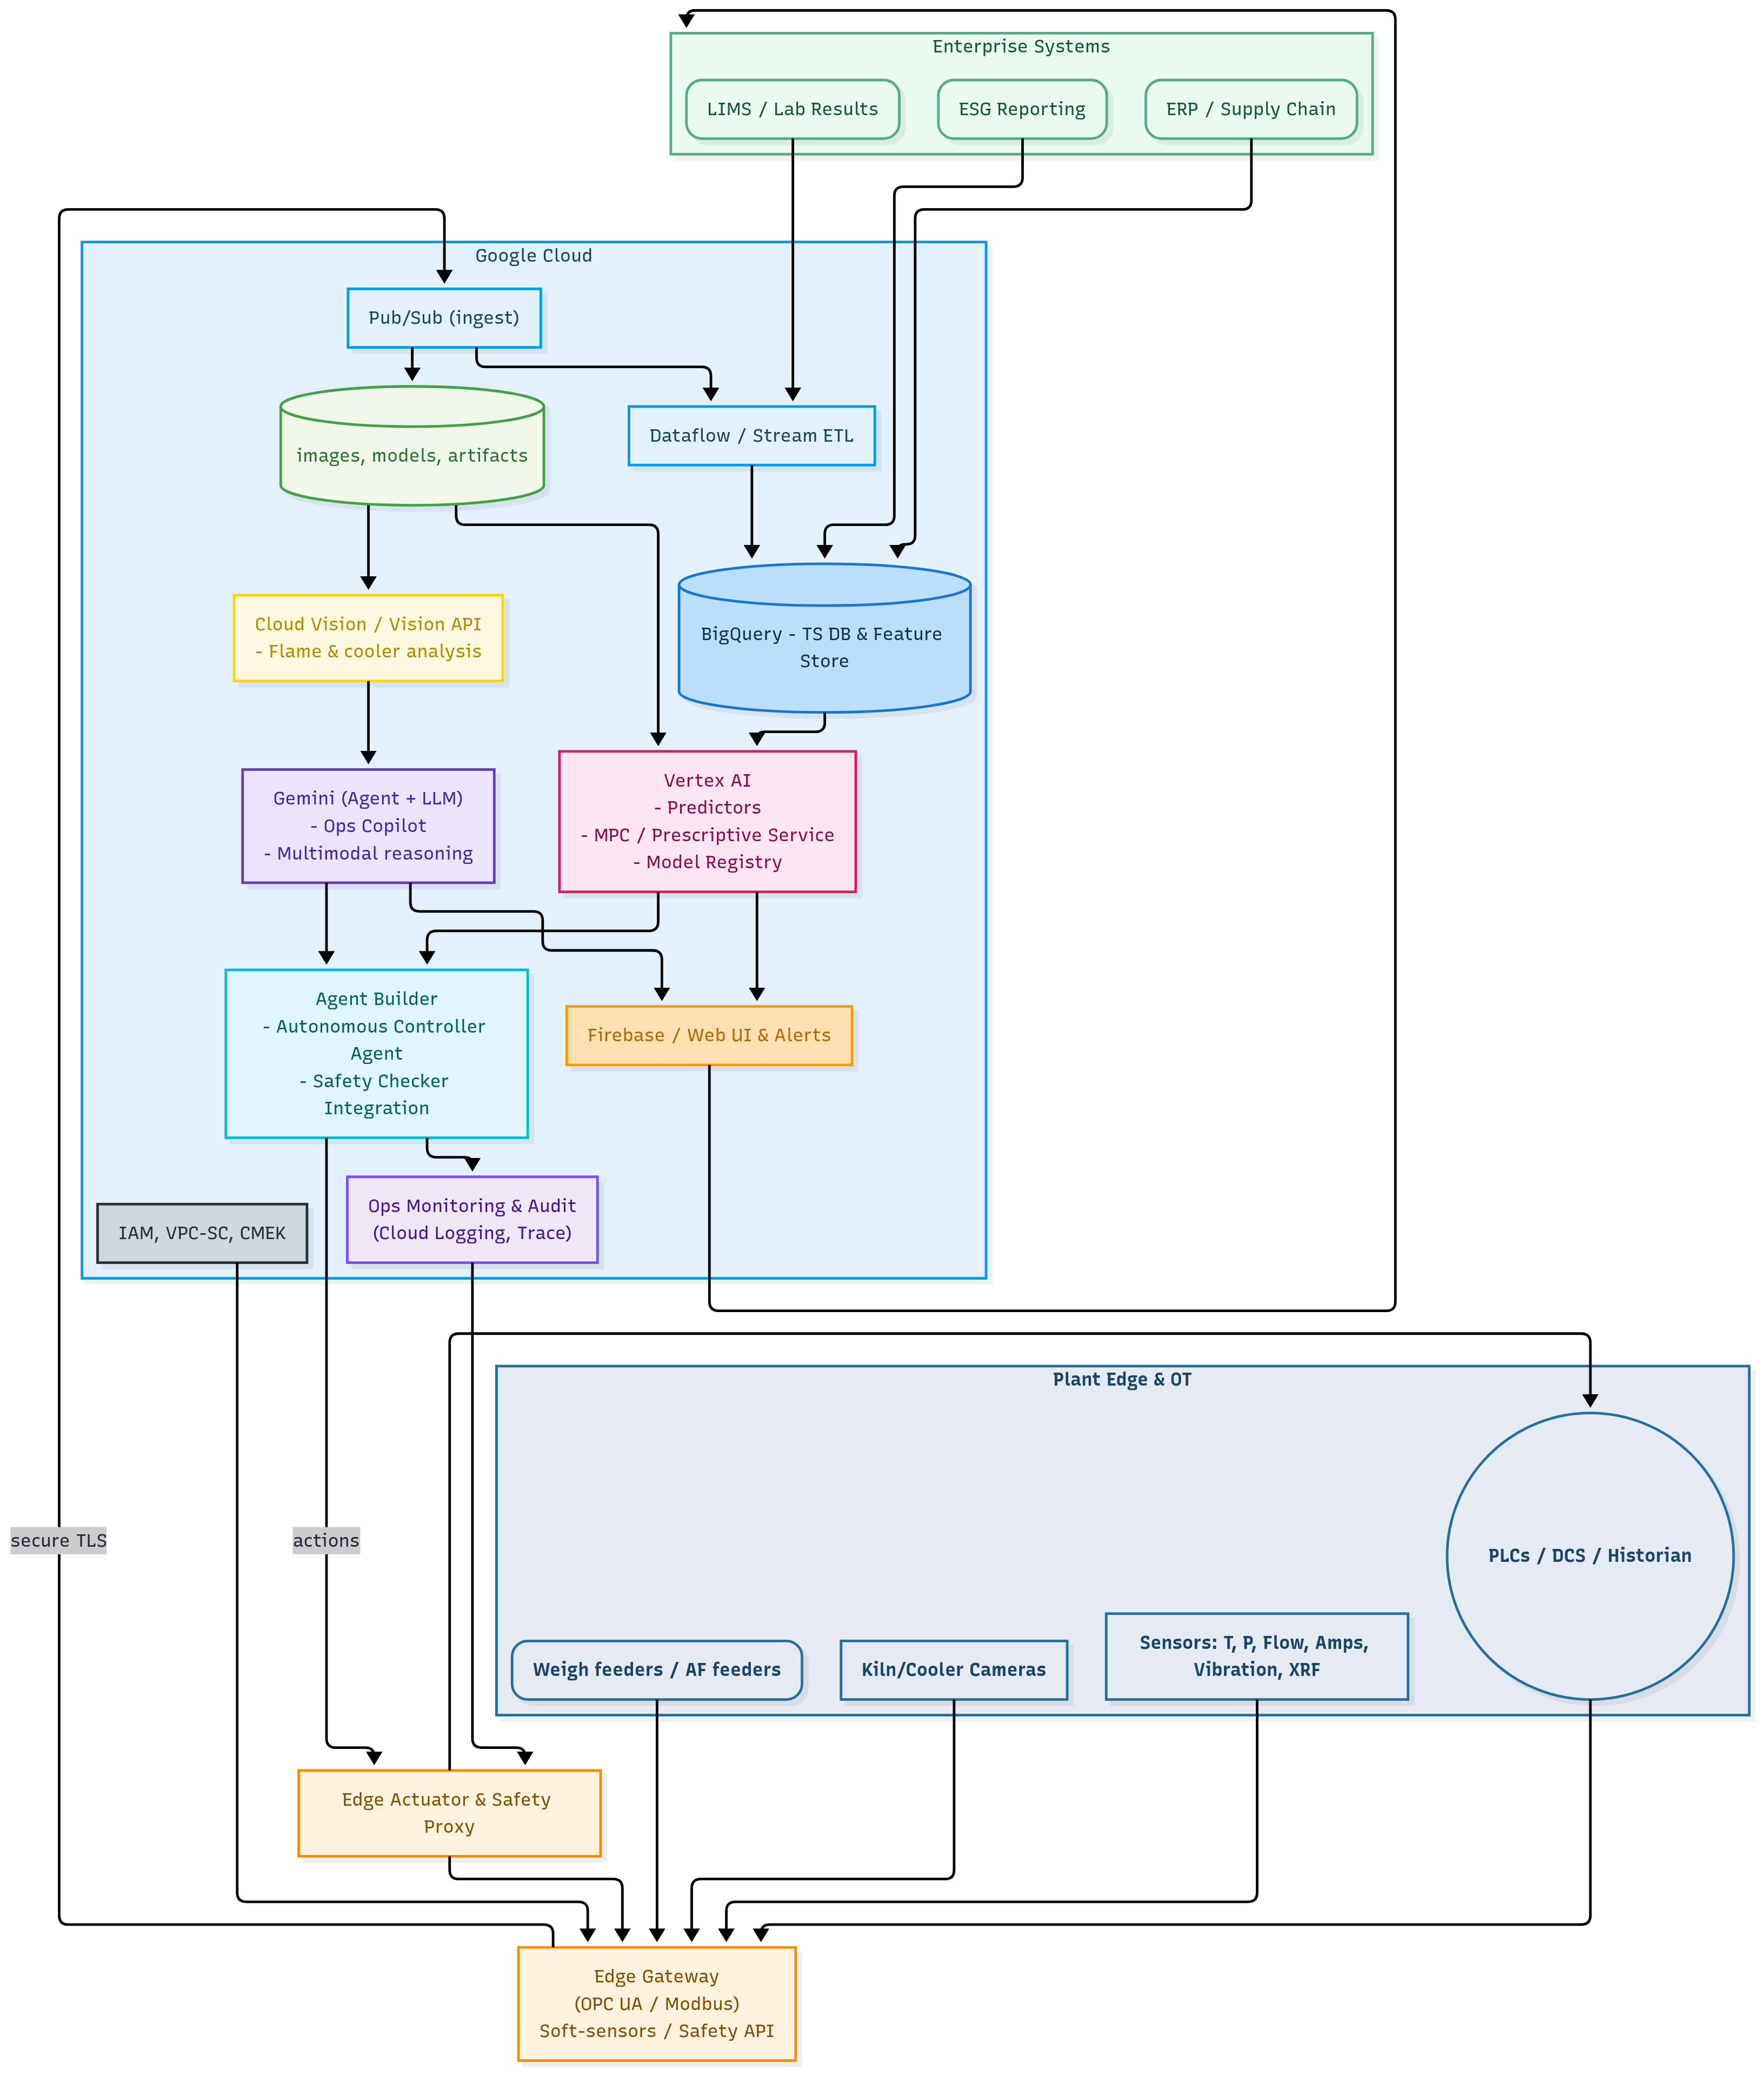 Enterprise Systems
LIMS / Lab Results
ESG Reporting
ERP / Supply Chain
Google Cloud
Pub/Sub (ingest)
images, models, artifacts
Dataflow / Stream ETL
Cloud Vision / Vision API
- Flame & cooler analysis
BigQuery - TS DB & Feature
Store
Gemini (Agent + LLM)
- Ops Copilot
- Multimodal reasoning
Vertex AI
- Predictors
- MPC / Prescriptive Service
- Model Registry
Agent Builder
- Autonomous Controller
Agent
- Safety Checker
Integration
Firebase / Web UI & Alerts
IAM, VPC-SC, CMEK
Ops Monitoring & Audit
(Cloud Logging, Trace)
Plant Edge & OT
secure TLS
actions
PLCs / DCS / Historian
Weigh feeders / AF feeders
Kiln/Cooler Cameras
Sensors: T, P, Flow, Amps,
Vibration, XRF
Edge Actuator & Safety
Proxy
Edge Gateway
(OPC UA / Modbus)
Soft-sensors / Safety API